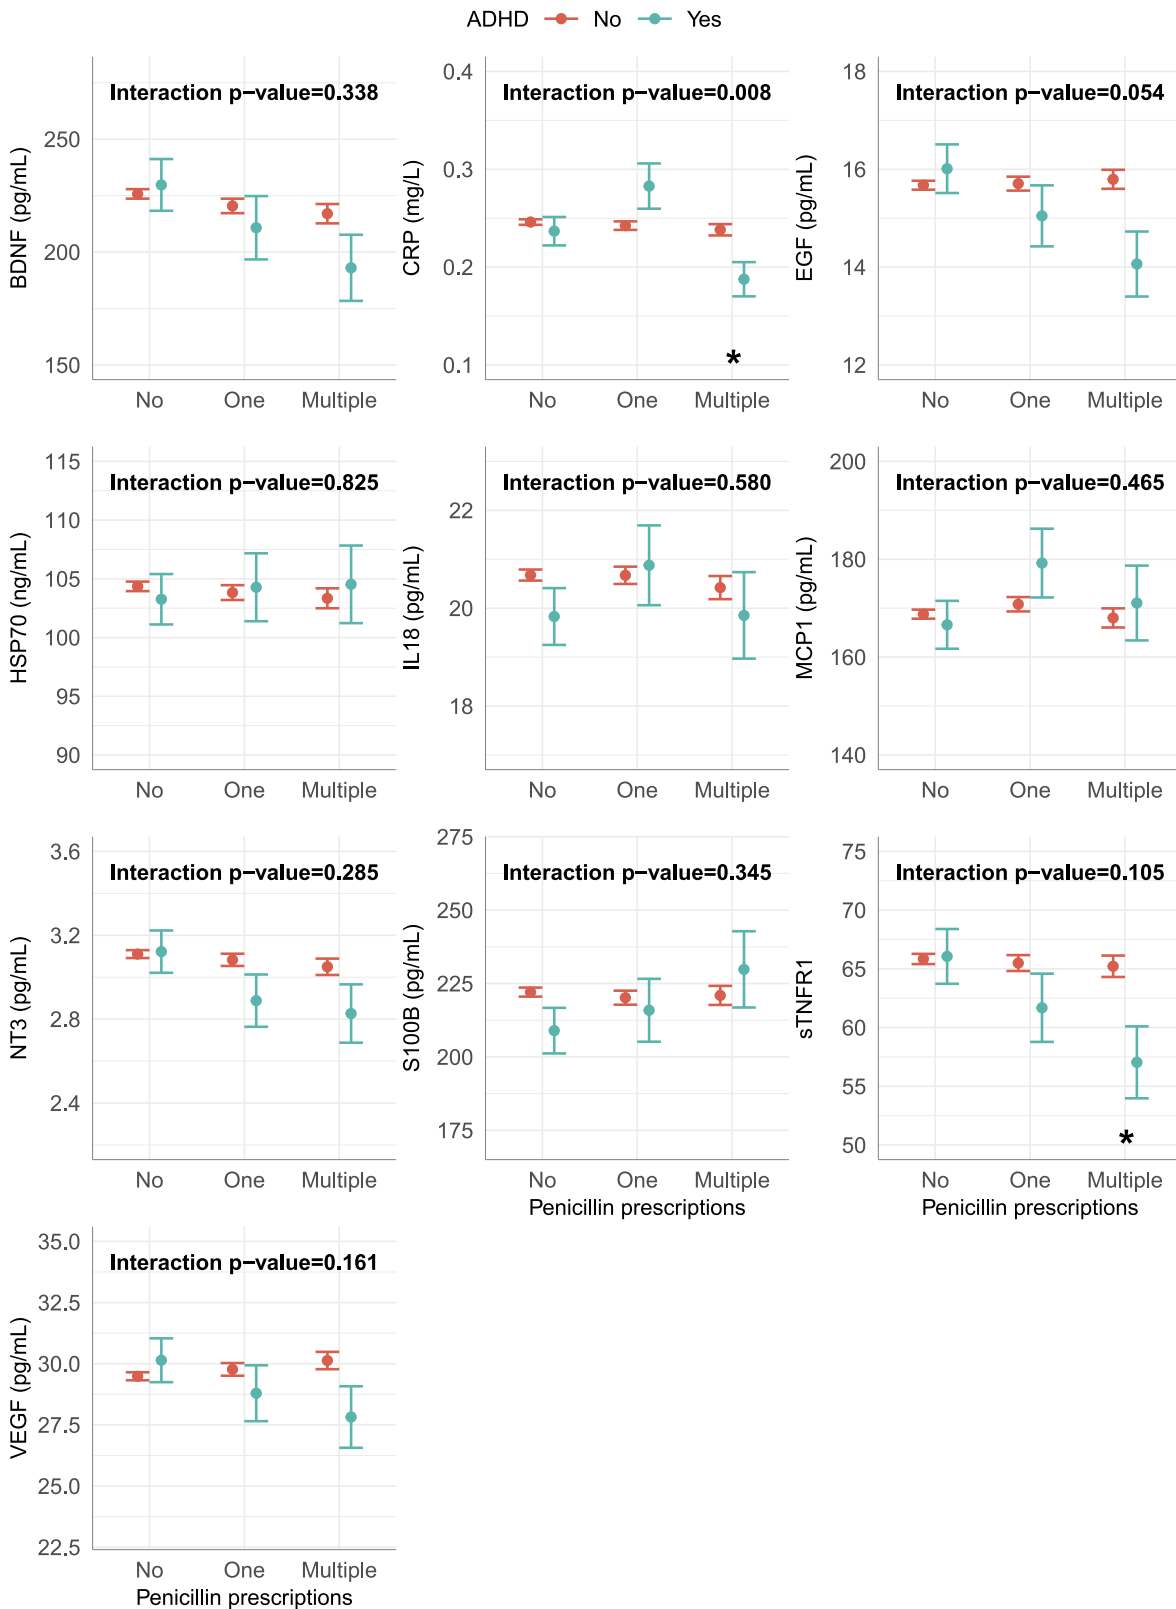 ADHD No Yes
Interaction p−value=0.338
BDNF (pg/mL)
250
200
150
No One Multiple
Interaction p−value=0.008
CRP (mg/L)
0.4
0.3
0.2
0.1
*
No One Multiple
Interaction p−value=0.054
EGF (pg/mL)
18
16
14
12
No One Multiple
Interaction p−value=0.825
HSP70 (ng/mL)
115
110
105
100
95
90
No One Multiple
Interaction p−value=0.580
IL18 (pg/mL)
22
20
18
No One Multiple
Interaction p−value=0.465
MCP1 (pg/mL)
200
180
160
140
No One Multiple
Interaction p−value=0.285
NT3 (pg/mL)
3.6
3.2
2.8
2.4
No One Multiple
Interaction p−value=0.345
S100B (pg/mL)
275
250
225
200
175
No One Multiple
Penicillin prescriptions
Interaction p−value=0.105
sTNFR1
75
70
65
60
55
50
*
No One Multiple
Penicillin prescriptions
Interaction p−value=0.161
VEGF (pg/mL)
35.0
32.5
30.0
27.5
25.0
22.5
No One Multiple
Penicillin prescriptions